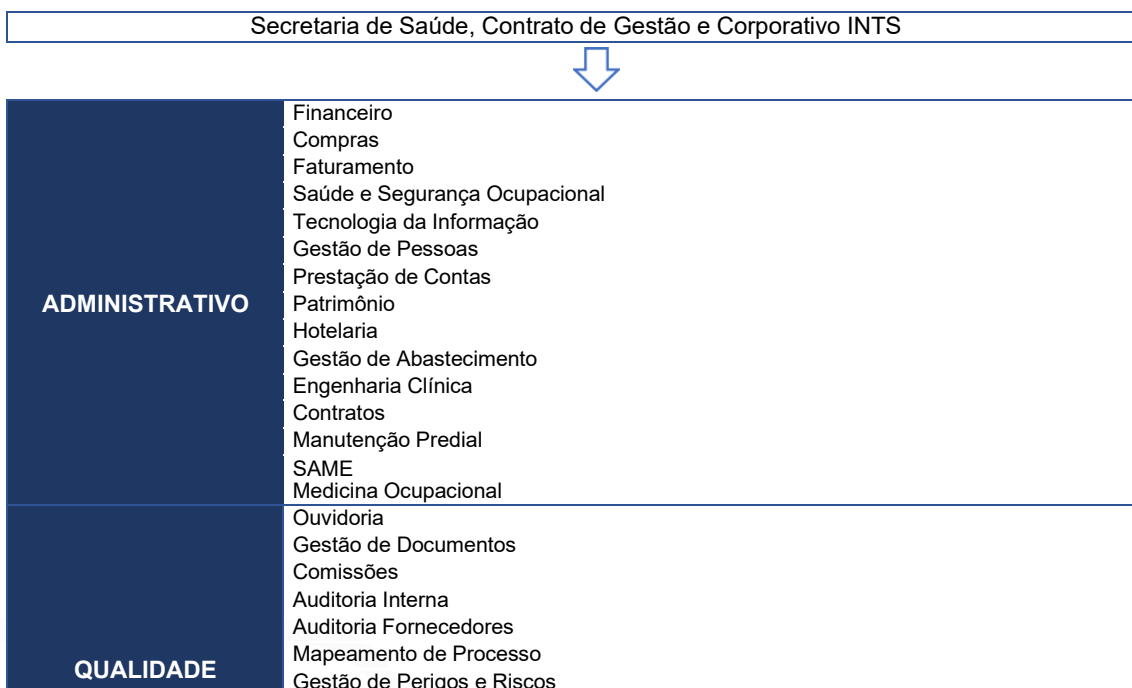 Secretaria de Saúde, Contrato de Gestão e Corporativo INTS
ADMINISTRATIVO
Financeiro
Compras
Faturamento
Saúde e Segurança Ocupacional
Tecnologia da Informação
Gestão de Pessoas
Prestação de Contas
Patrimônio
Hotelaria
Gestão de Abastecimento
Engenharia Clínica
Contratos
Manutenção Predial
SAME
Medicina Ocupacional
QUALIDADE
Ouvidoria
Gestão de Documentos
Comissões
Auditoria Interna
Auditoria Fornecedores
Mapeamento de Processo
Gestão de Perigos e Riscos